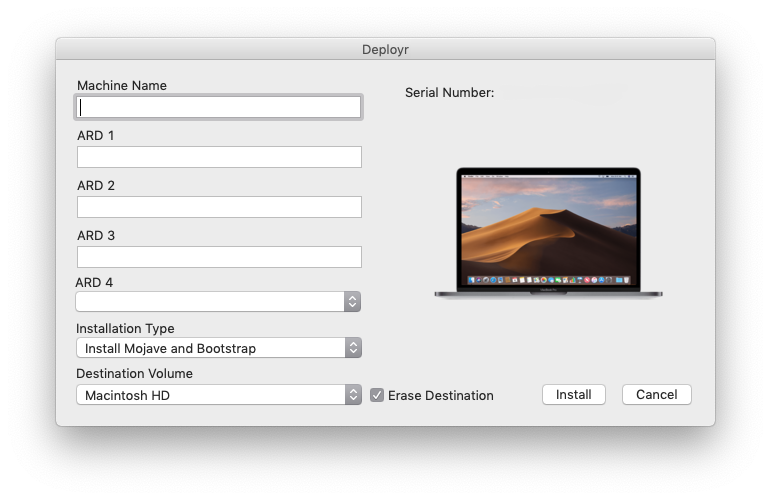 Deployr
Machine Name
Serial Number:
ARD 1
ARD 2
ARD 3
ARD 4
Installation Type
Install Mojave and Bootstrap
Destination Volume
Macintosh HD
Erase Destination
Install
Cancel